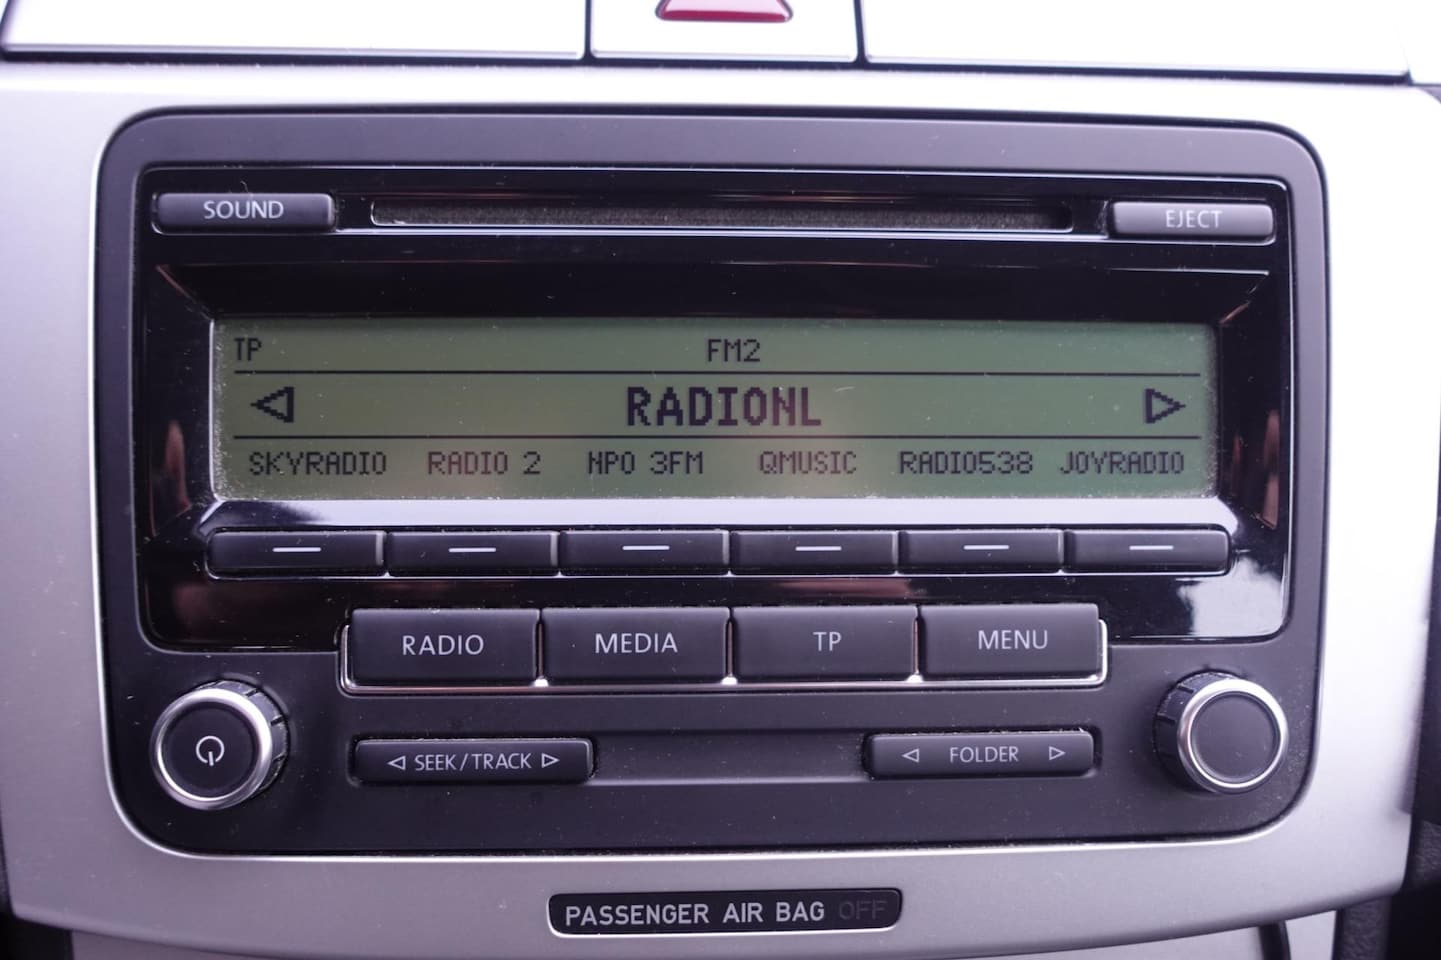 SOUND EJECT
TP FM2
RADIONL
SKYRADIO RADIO 2 NPO 3FM QMUSIC RADIO538 JOYRADIO
RADIO MEDIA TP MENU
SEEK/TRACK FOLDER
PASSENGER AIR BAG OFF